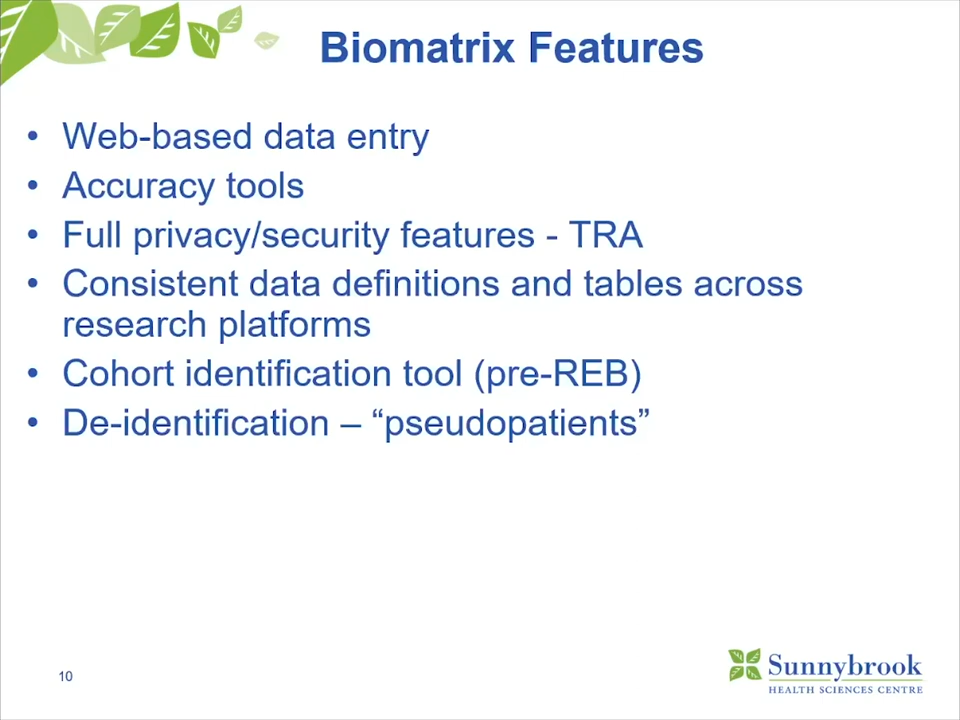 Biomatrix Features
• Web-based data entry
• Accuracy tools
• Full privacy/security features - TRA
• Consistent data definitions and tables across
research platforms
• Cohort identification tool (pre-REB)
• De-identification – “pseudopatients”
10
Sunnybrook
HEALTH SCIENCES CENTRE